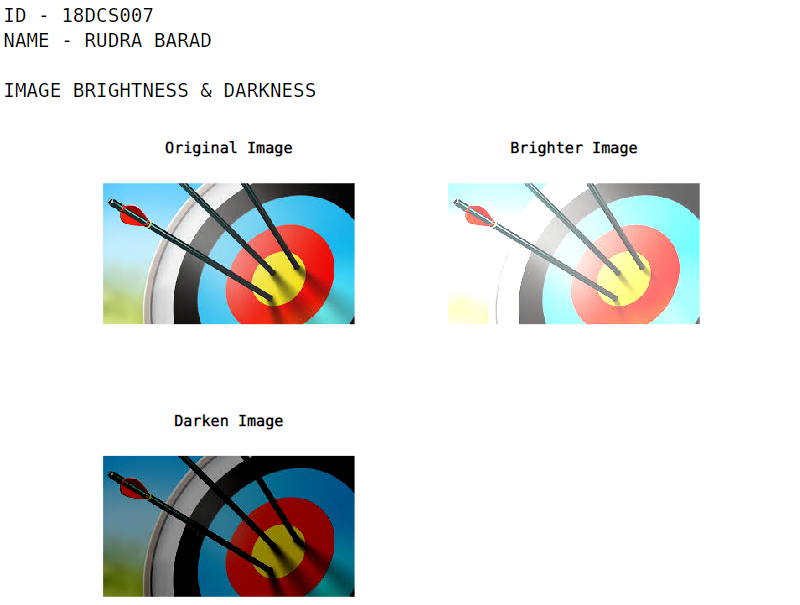 ID - 18DCS007
NAME - RUDRA BARAD
IMAGE BRIGHTNESS & DARKNESS
Original Image
Brighter Image
Darken Image